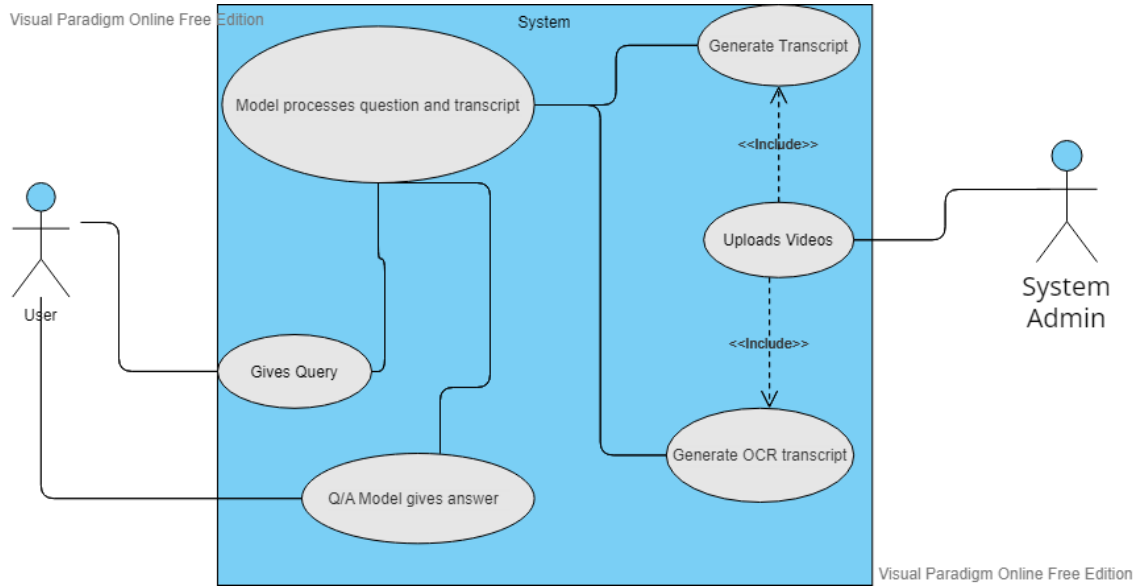 Visual Paradigm Online Free Edition
System
Generate Transcript
Model processes question and transcript
<<Include>>
Uploads Videos
System
Admin
User
<<Include>>
Gives Query
Generate OCR transcript
Q/A Model gives answer
Visual Paradigm Online Free Edition